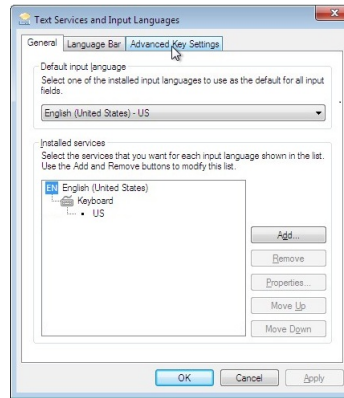 Text Services and Input Languages
General Language Bar Advanced Key Settings
Default input language
Select one of the installed input languages to use as the default for all input
fields.
English (United States) - US
Installed services
Select the services that you want for each input language shown in the list.
Use the Add and Remove buttons to modify this list.
EN English (United States)
Keyboard
US
Add...
Remove
Properties...
Move Up
Move Down
OK Cancel Apply